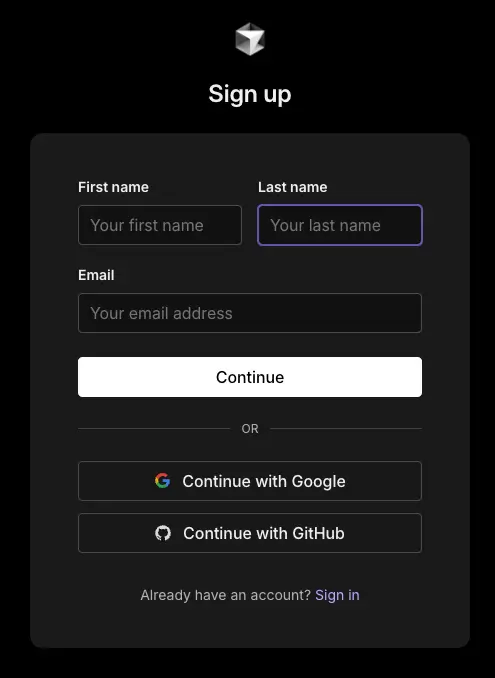 Sign up
First name Last name
Your first name Your last name
Email
Your email address
Continue
OR
Continue with Google
Continue with GitHub
Already have an account? Sign in